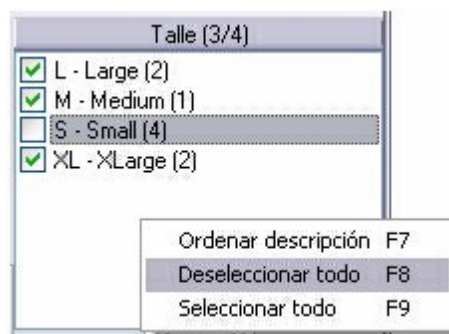 Talle (3/4)
L - Large (2)
M - Medium (1)
S - Small (4)
XL - XLarge (2)
Ordenar descripción F7
Deseleccionar todo F8
Seleccionar todo F9